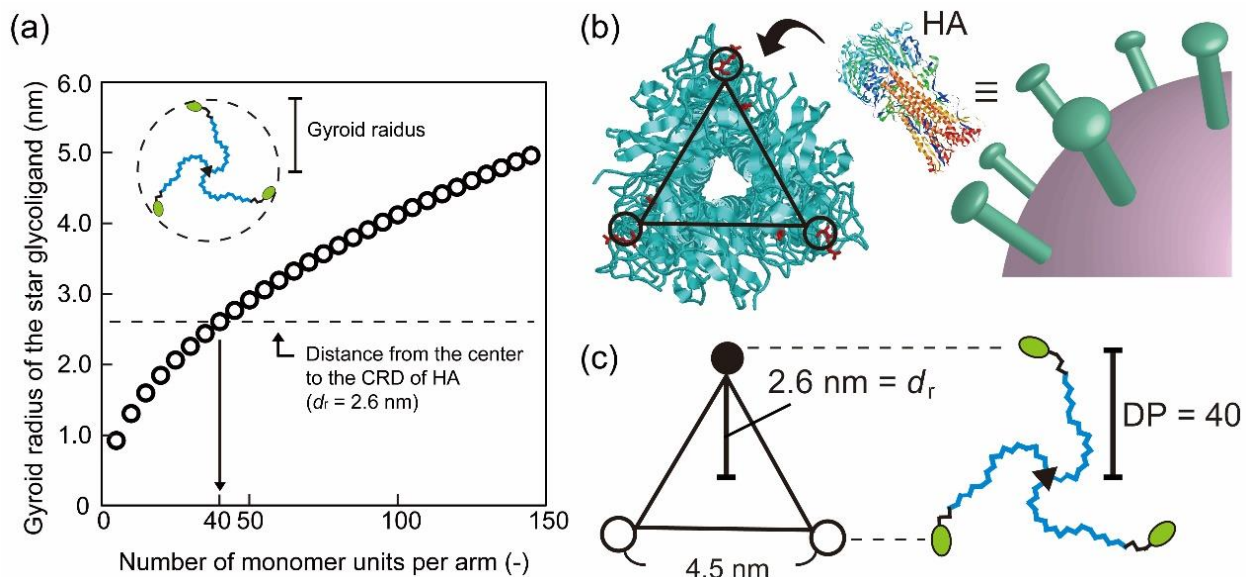 (a)
Gyroid radius of the star glycoligand (nm)
6.0
5.0
4.0
3.0
2.0
1.0
0
Gyroid raidus
Distance from the center
to the CRD of HA
(dr = 2.6 nm)
0
40 50
100
150
Number of monomer units per arm (-)
(b)
HA
≡
(c)
2.6 nm = dr
4.5 nm
DP = 40